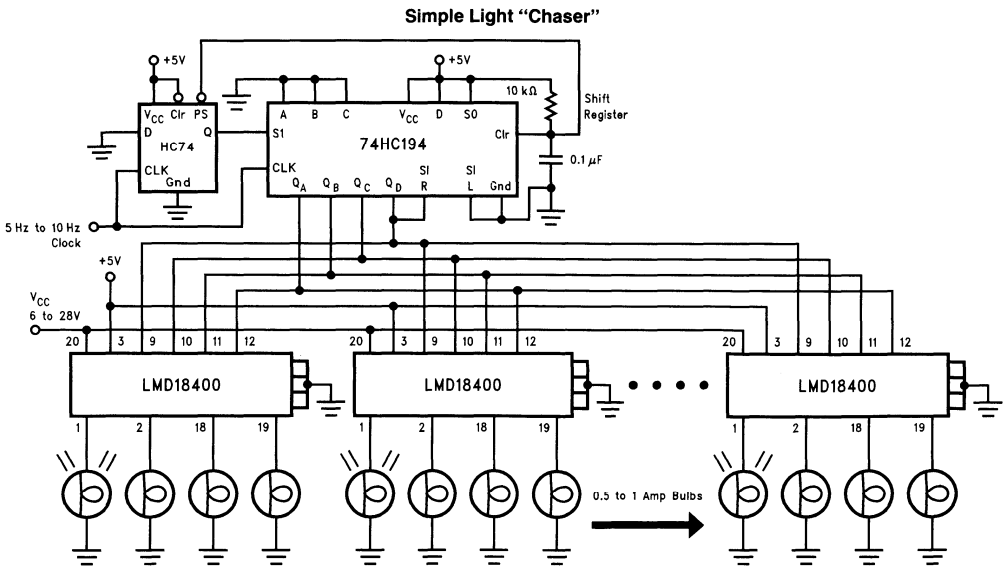 Simple Light “Chaser”
+5V
+5V
VCC Clr PS
D Q
HC74
CLK
Gnd
A B C VCC D S0
S1 Clr
74HC194
CLK
QA QB QC QD
SI R
SI L
Gnd
10 kΩ
Shift
Register
0.1 μF
5 Hz to 10 Hz
Clock
+5V
VCC
6 to 28V
20 3 9 10 11 12
20 3 9 10 11 12
20 3 9 10 11 12
LMD18400
LMD18400
LMD18400
1 2 18 19
1 2 18 19
1 2 18 19
0.5 to 1 Amp Bulbs